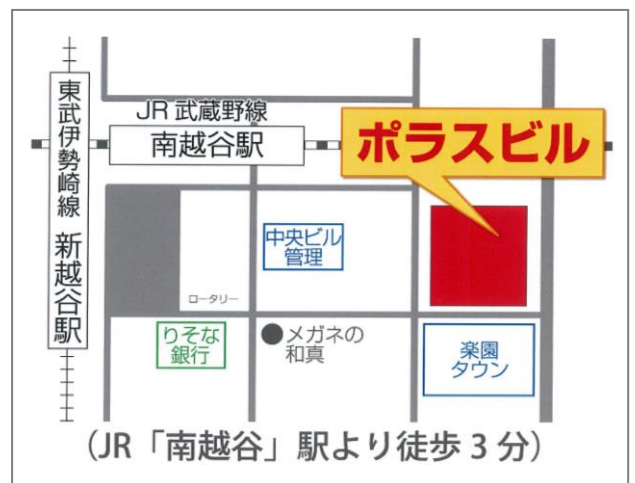 東武伊勢崎線 新越谷駅
JR 武蔵野線
南越谷駅
ポラスビル
中央ビル
管理
ロータリー
りそな
銀行
メガネの
和真
楽園
タウン
(JR「南越谷」駅より徒歩 3 分)